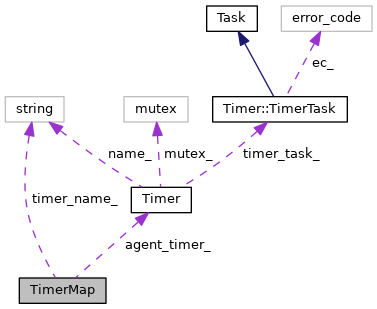 Task
error_code
ec_
string
mutex
Timer::TimerTask
name_
mutex_
timer_task_
timer_name_
Timer
agent_timer_
TimerMap